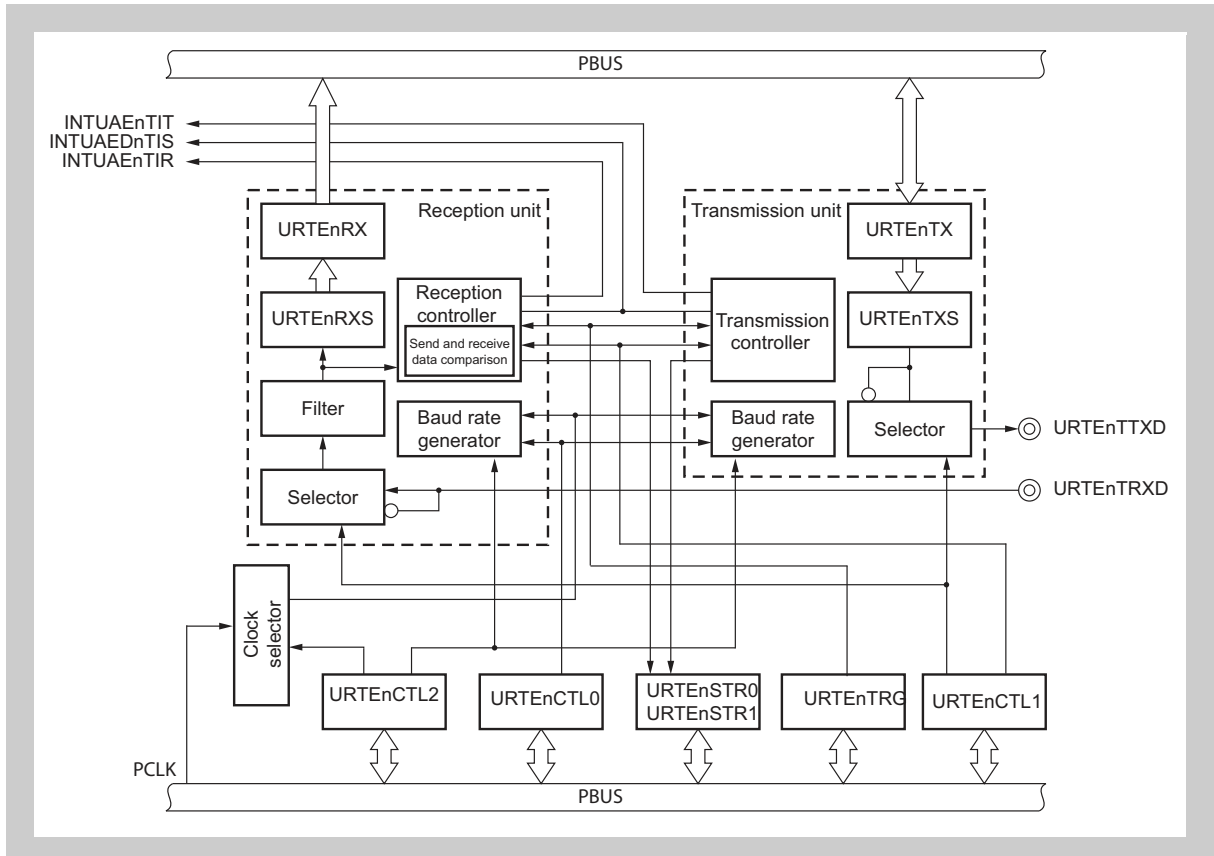 PBUS
INTUAEnTIT
INTUAEDnTIS
INTUAEnTIR
Reception unit
Transmission unit
URTEnRX
URTEnTX
URTEnRXS
Reception
controller
Send and receive
data comparison
Transmission
controller
URTEnTXS
Filter
Baud rate
generator
Baud rate
generator
Selector
URTEnTTXD
Selector
URTEnTRXD
Clock
selector
URTEnCTL2
URTEnCTL0
URTEnSTR0
URTEnSTR1
URTEnTRG
URTEnCTL1
PCLK
PBUS